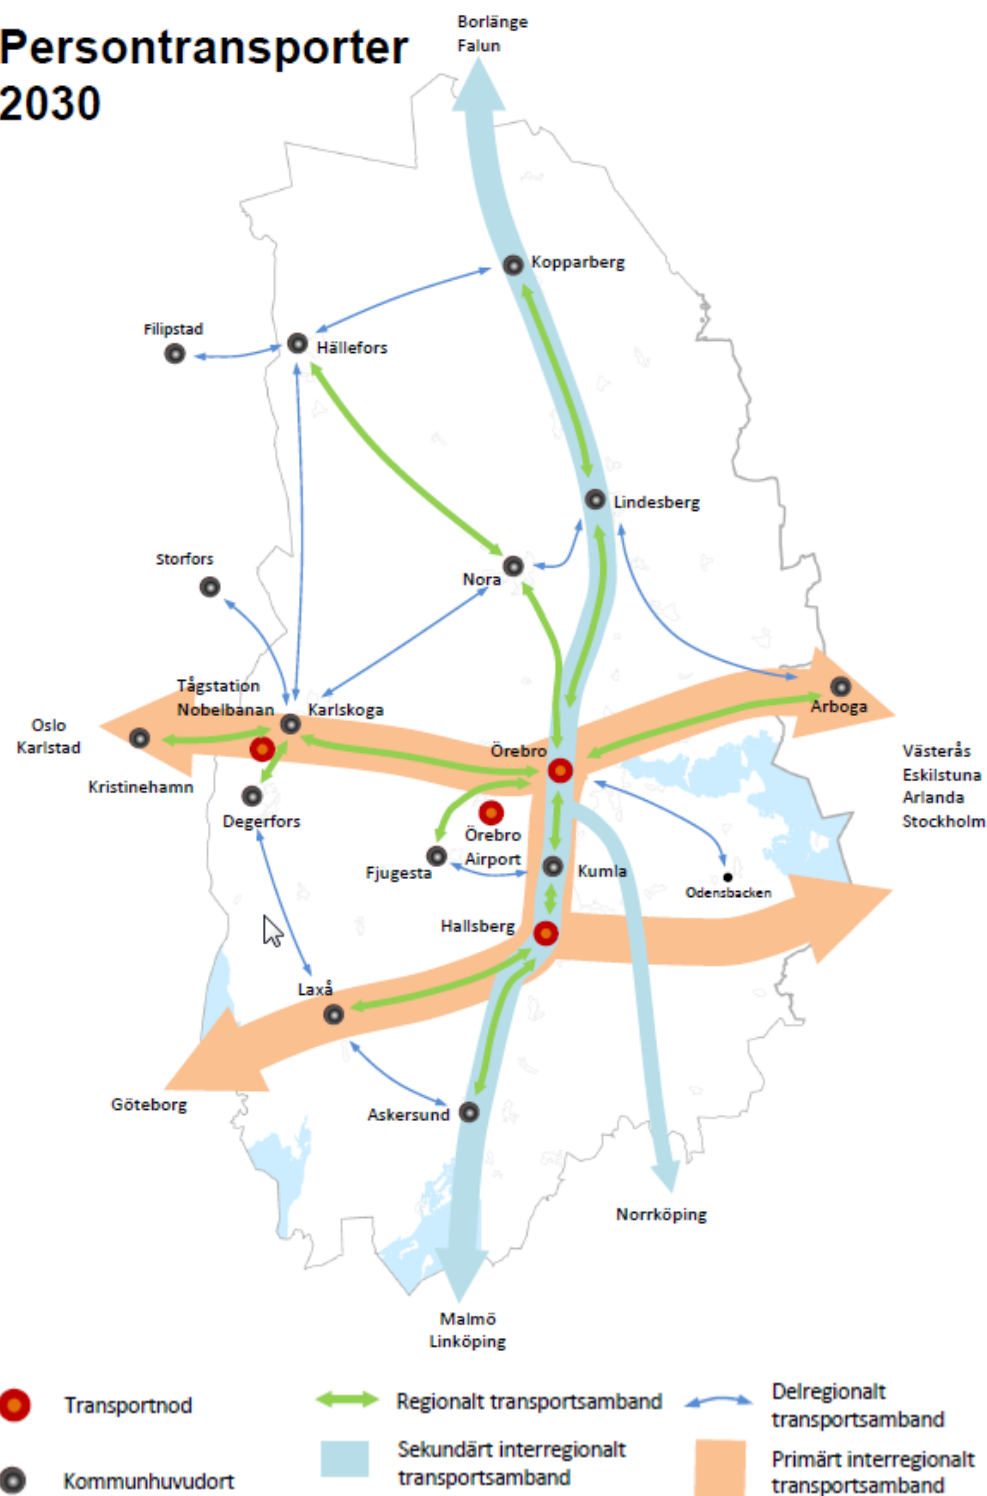 Persontransporter
2030
Borlänge
Falun
Kopparberg
Filipstad
Hällefors
Lindesberg
Storfors
Nora
Tågstation
Nobelbanan
Karlskoga
Oslo
Karlstad
Arboga
Örebro
Västerås
Eskilstuna
Arlanda
Stockholm
Kristinehamn
Degerfors
Örebro
Airport
Fjugesta
Kumla
Odensbacken
Hallsberg
Laxå
Göteborg
Askersund
Norrköping
Malmö
Linköping
Transportnod
Regionalt transportsamband
Delregionalt
transportsamband
Kommunhuvudort
Sekundärt interregionalt
transportsamband
Primärt interregionalt
transportsamband